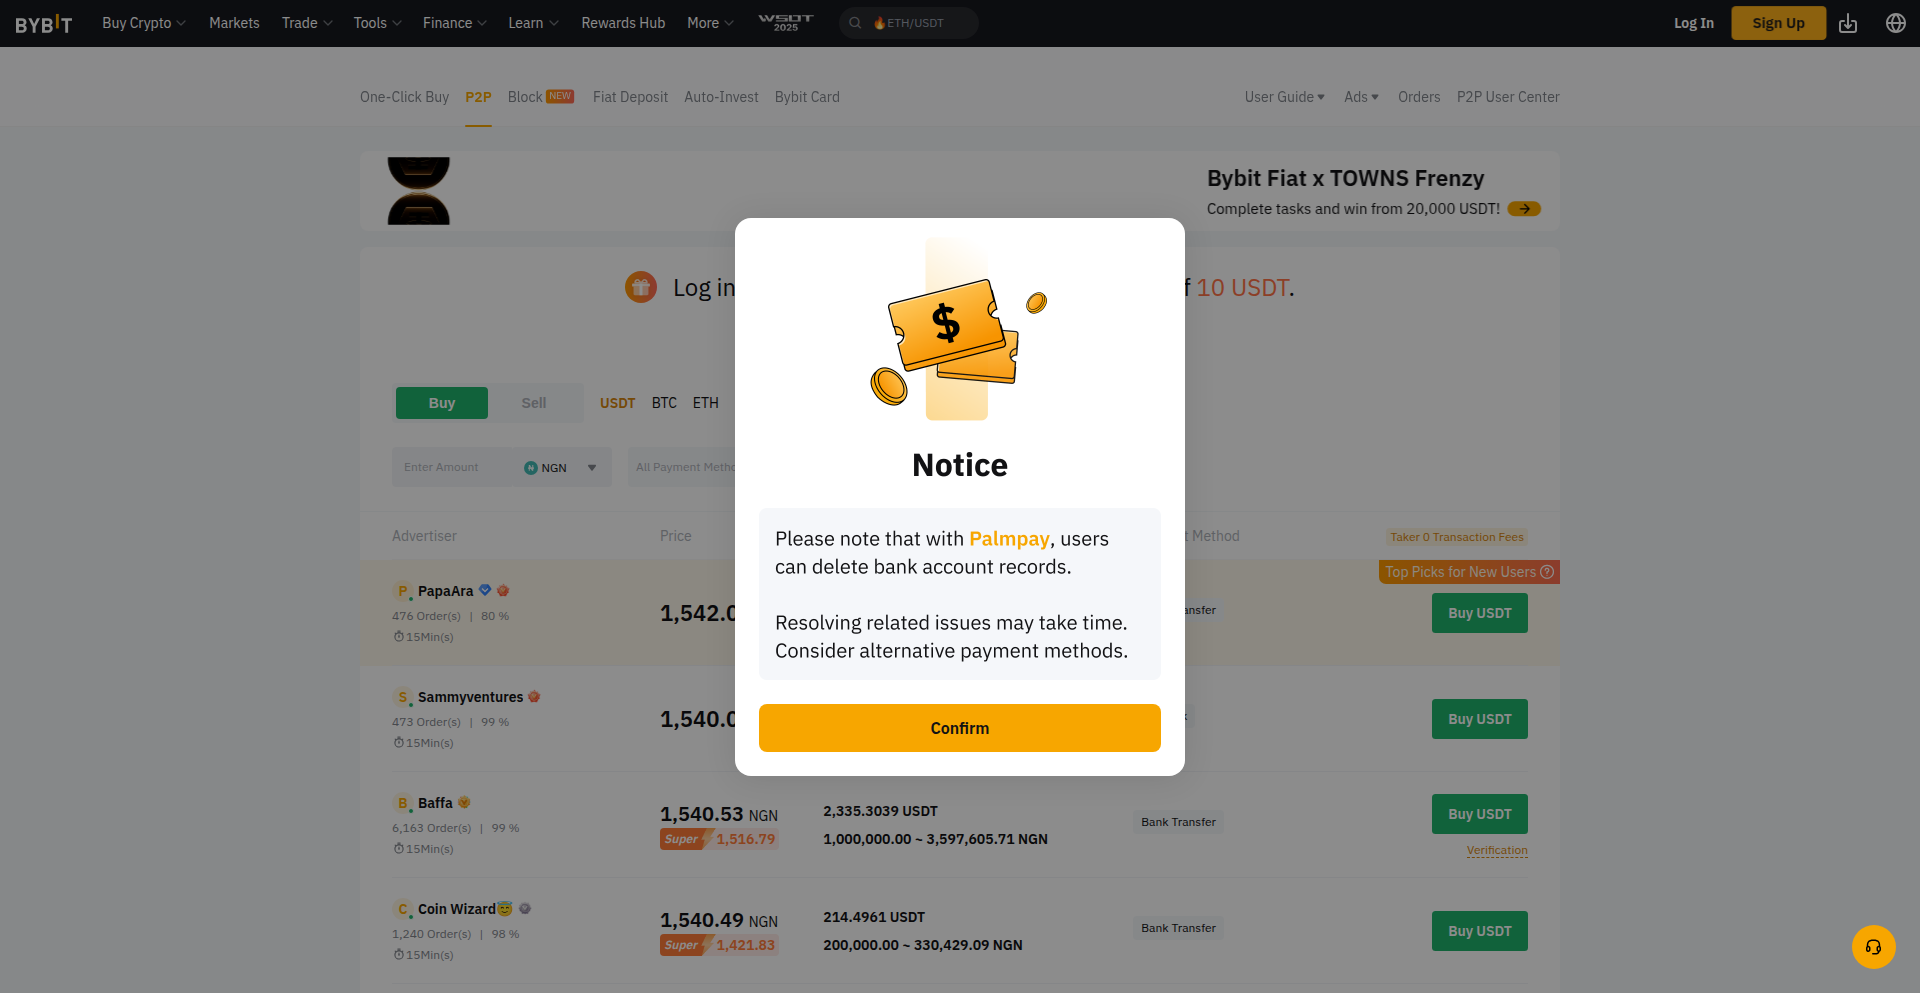 BYBIT Buy Crypto Markets Trade Tools Finance Learn Rewards Hub More WSDT 2025 🔥ETH/USDT Log In Sign Up
One-Click Buy P2P Block NEW Fiat Deposit Auto-Invest Bybit Card User Guide Ads Orders P2P User Center
Bybit Fiat x TOWNS Frenzy
Complete tasks and win from 20,000 USDT!
Log in 10 USDT.
Buy Sell USDT BTC ETH
Enter Amount NGN All Payment
Advertiser Price Method Taker 0 Transaction Fees
Top Picks for New Users
P PapaAra
476 Order(s) | 80 %
15Min(s)
1,542.0
Buy USDT
S Sammyventures
473 Order(s) | 99 %
15Min(s)
1,540.0
Buy USDT
B Baffa
6,163 Order(s) | 99 %
15Min(s)
1,540.53 NGN
Super 1,516.79
2,335.3039 USDT
1,000,000.00 ~ 3,597,605.71 NGN
Bank Transfer
Buy USDT
Verification
C Coin Wizard😇
1,240 Order(s) | 98 %
15Min(s)
1,540.49 NGN
Super 1,421.83
214.4961 USDT
200,000.00 ~ 330,429.09 NGN
Bank Transfer
Buy USDT
$
Notice
Please note that with Palmpay, users
can delete bank account records.
Resolving related issues may take time.
Consider alternative payment methods.
Confirm